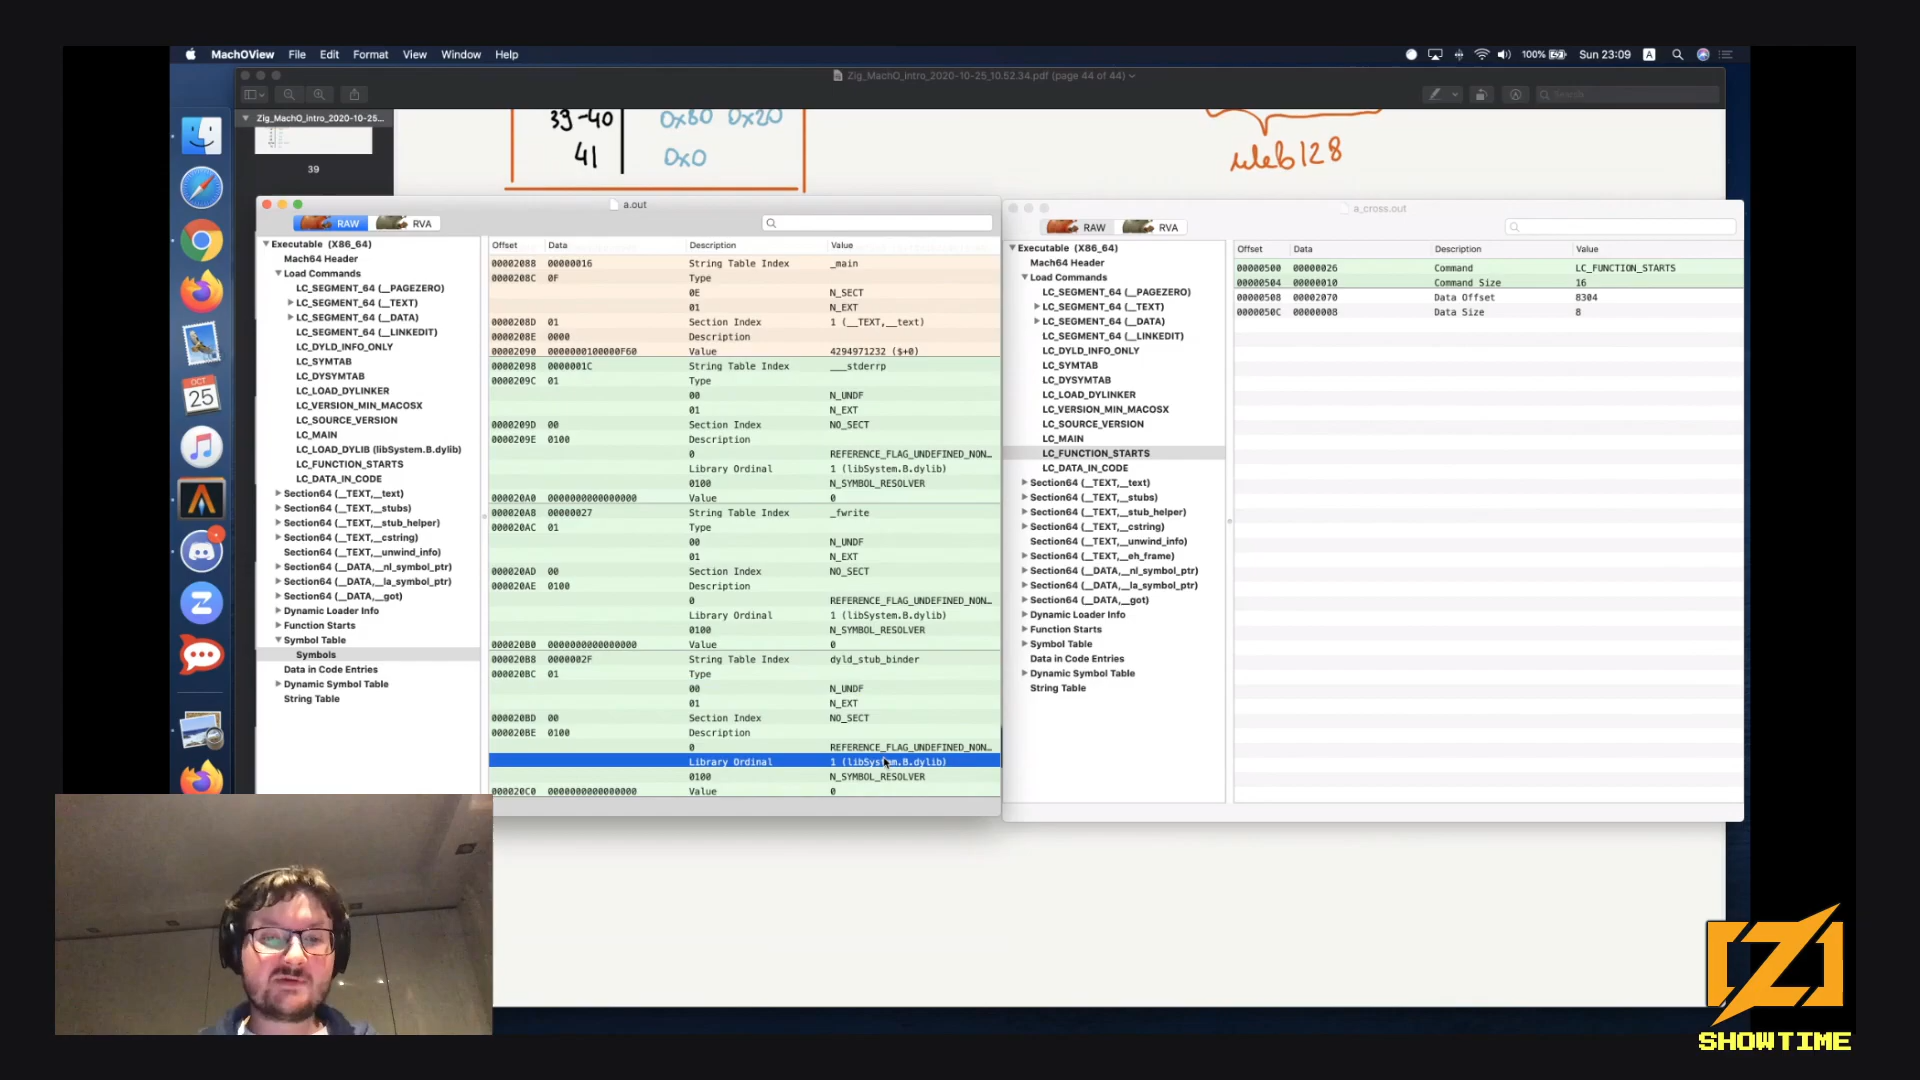 MachOView File Edit Format View Window Help
100% Sun 23:09 A
Zig_MachO_intro_2020-10-25_10.52.34.pdf (page 44 of 44)
Search
Zig_MachO_intro_2020-10-25...
39
39-40 0x80 0x20
41 0x0
uleb128
OCT
25
a.out
RAW RVA
Executable (X86_64)
Mach64 Header
Load Commands
LC_SEGMENT_64 (__PAGEZERO)
LC_SEGMENT_64 (__TEXT)
LC_SEGMENT_64 (__DATA)
LC_SEGMENT_64 (__LINKEDIT)
LC_DYLD_INFO_ONLY
LC_SYMTAB
LC_DYSYMTAB
LC_LOAD_DYLINKER
LC_VERSION_MIN_MACOSX
LC_SOURCE_VERSION
LC_MAIN
LC_LOAD_DYLIB (libSystem.B.dylib)
LC_FUNCTION_STARTS
LC_DATA_IN_CODE
Section64 (__TEXT,__text)
Section64 (__TEXT,__stubs)
Section64 (__TEXT,__stub_helper)
Section64 (__TEXT,__cstring)
Section64 (__TEXT,__unwind_info)
Section64 (__DATA,__nl_symbol_ptr)
Section64 (__DATA,__la_symbol_ptr)
Section64 (__DATA,__got)
Dynamic Loader Info
Function Starts
Symbol Table
Symbols
Data in Code Entries
Dynamic Symbol Table
String Table
Offset Data Description Value
00002088 00000016 String Table Index _main
0000208C 0F Type
0E N_SECT
01 N_EXT
0000208D 01 Section Index 1 (__TEXT,__text)
0000208E 0000 Description
00002090 0000000100000F60 Value 4294971232 ($+0)
00002098 0000001C String Table Index ___stderrp
0000209C 01 Type
00 N_UNDF
01 N_EXT
0000209D 00 Section Index NO_SECT
0000209E 0100 Description
0 REFERENCE_FLAG_UNDEFINED_NON...
Library Ordinal 1 (libSystem.B.dylib)
0100 N_SYMBOL_RESOLVER
000020A0 0000000000000000 Value 0
000020A8 00000027 String Table Index _fwrite
000020AC 01 Type
00 N_UNDF
01 N_EXT
000020AD 00 Section Index NO_SECT
000020AE 0100 Description
0 REFERENCE_FLAG_UNDEFINED_NON...
Library Ordinal 1 (libSystem.B.dylib)
0100 N_SYMBOL_RESOLVER
000020B0 0000000000000000 Value 0
000020B8 0000002F String Table Index dyld_stub_binder
000020BC 01 Type
00 N_UNDF
01 N_EXT
000020BD 00 Section Index NO_SECT
000020BE 0100 Description
0 REFERENCE_FLAG_UNDEFINED_NON...
Library Ordinal 1 (libSystem.B.dylib)
0100 N_SYMBOL_RESOLVER
000020C0 0000000000000000 Value 0
a_cross.out
RAW RVA
Executable (X86_64)
Mach64 Header
Load Commands
LC_SEGMENT_64 (__PAGEZERO)
LC_SEGMENT_64 (__TEXT)
LC_SEGMENT_64 (__DATA)
LC_SEGMENT_64 (__LINKEDIT)
LC_DYLD_INFO_ONLY
LC_SYMTAB
LC_DYSYMTAB
LC_LOAD_DYLINKER
LC_VERSION_MIN_MACOSX
LC_SOURCE_VERSION
LC_MAIN
LC_FUNCTION_STARTS
LC_DATA_IN_CODE
Section64 (__TEXT,__text)
Section64 (__TEXT,__stubs)
Section64 (__TEXT,__stub_helper)
Section64 (__TEXT,__cstring)
Section64 (__TEXT,__unwind_info)
Section64 (__TEXT,__eh_frame)
Section64 (__DATA,__nl_symbol_ptr)
Section64 (__DATA,__la_symbol_ptr)
Section64 (__DATA,__got)
Dynamic Loader Info
Function Starts
Symbol Table
Data in Code Entries
Dynamic Symbol Table
String Table
Offset Data Description Value
00000500 00000026 Command LC_FUNCTION_STARTS
00000504 00000010 Command Size 16
00000508 00002070 Data Offset 8304
0000050C 00000008 Data Size 8
SHOWTIME